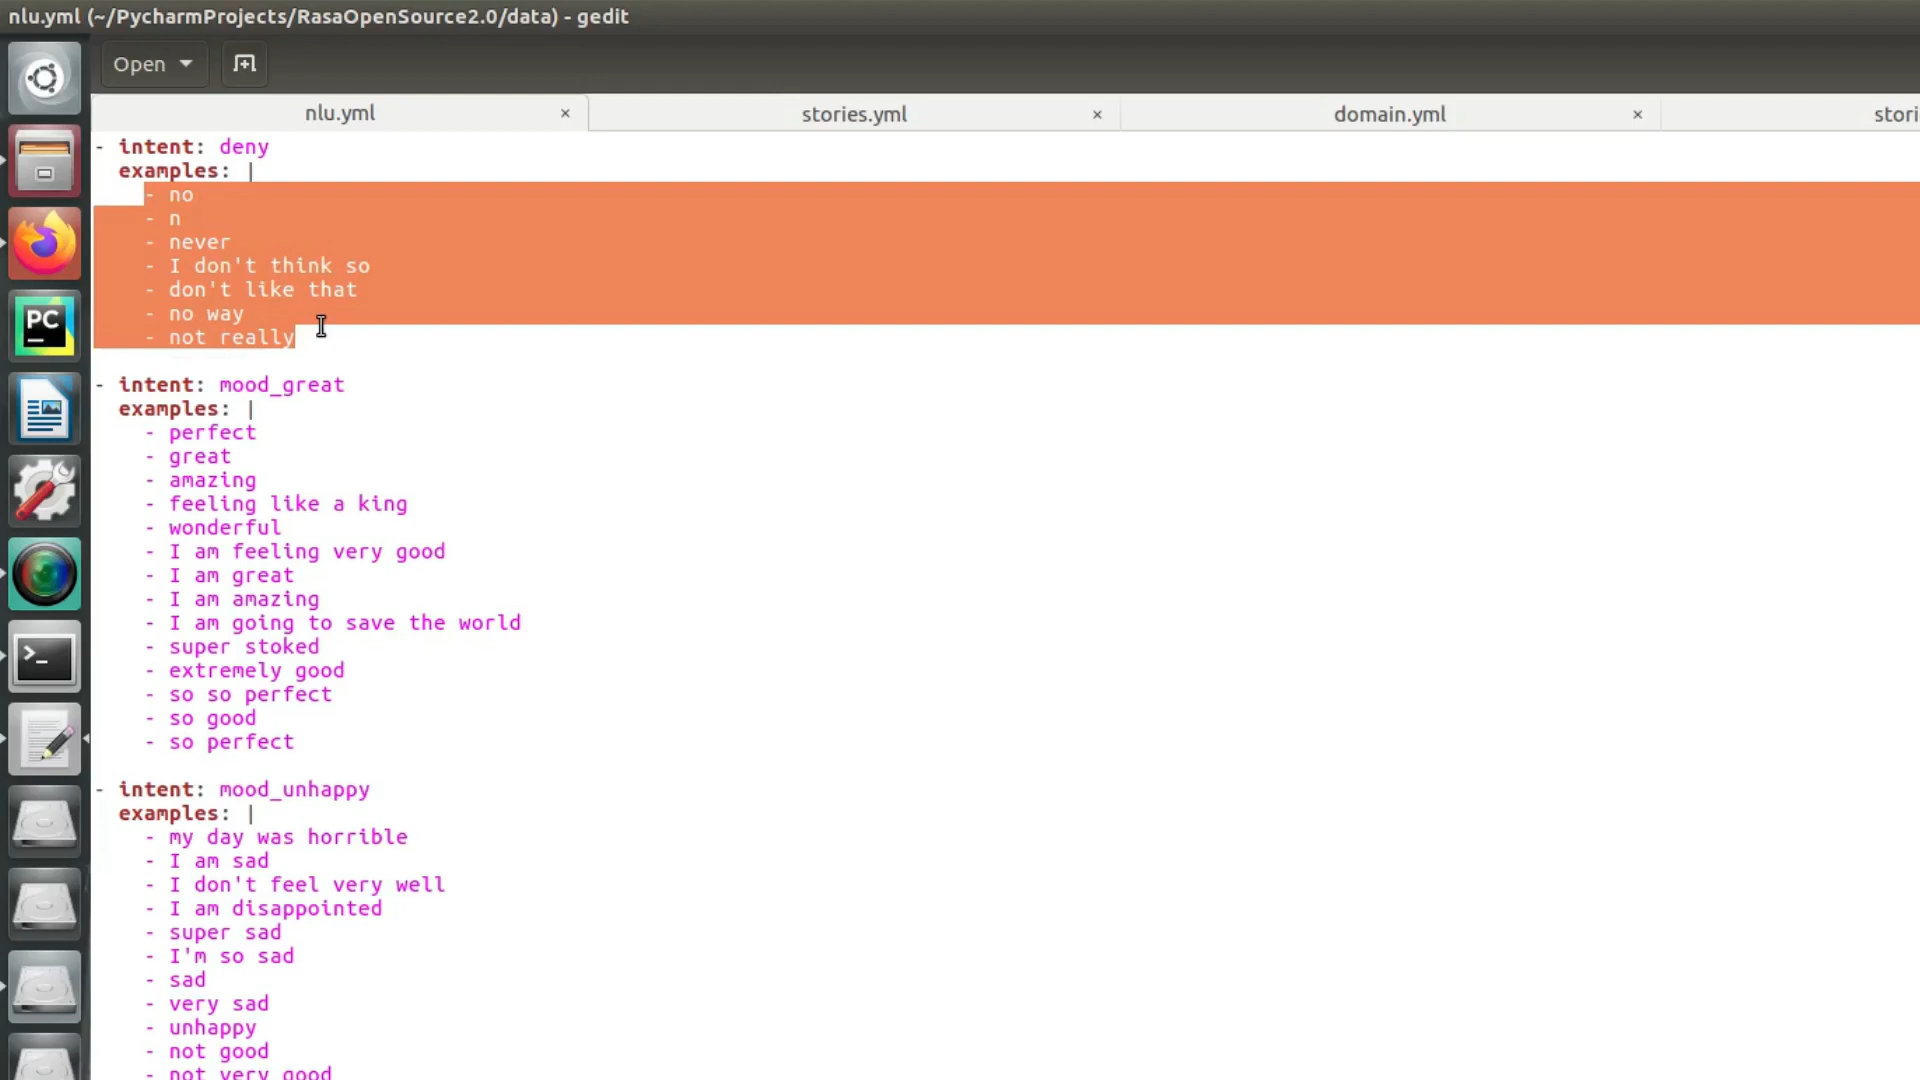 nlu.yml (~/PycharmProjects/RasaOpenSource2.0/data) - gedit
Open
nlu.yml × stories.yml × domain.yml × stori
- intent: deny
examples: |
- no
- n
- never
- I don't think so
- don't like that
- no way
- not really
- intent: mood_great
examples: |
- perfect
- great
- amazing
- feeling like a king
- wonderful
- I am feeling very good
- I am great
- I am amazing
- I am going to save the world
- super stoked
- extremely good
- so so perfect
- so good
- so perfect
- intent: mood_unhappy
examples: |
- my day was horrible
- I am sad
- I don't feel very well
- I am disappointed
- super sad
- I'm so sad
- sad
- very sad
- unhappy
- not good
- not very good
PC
>_